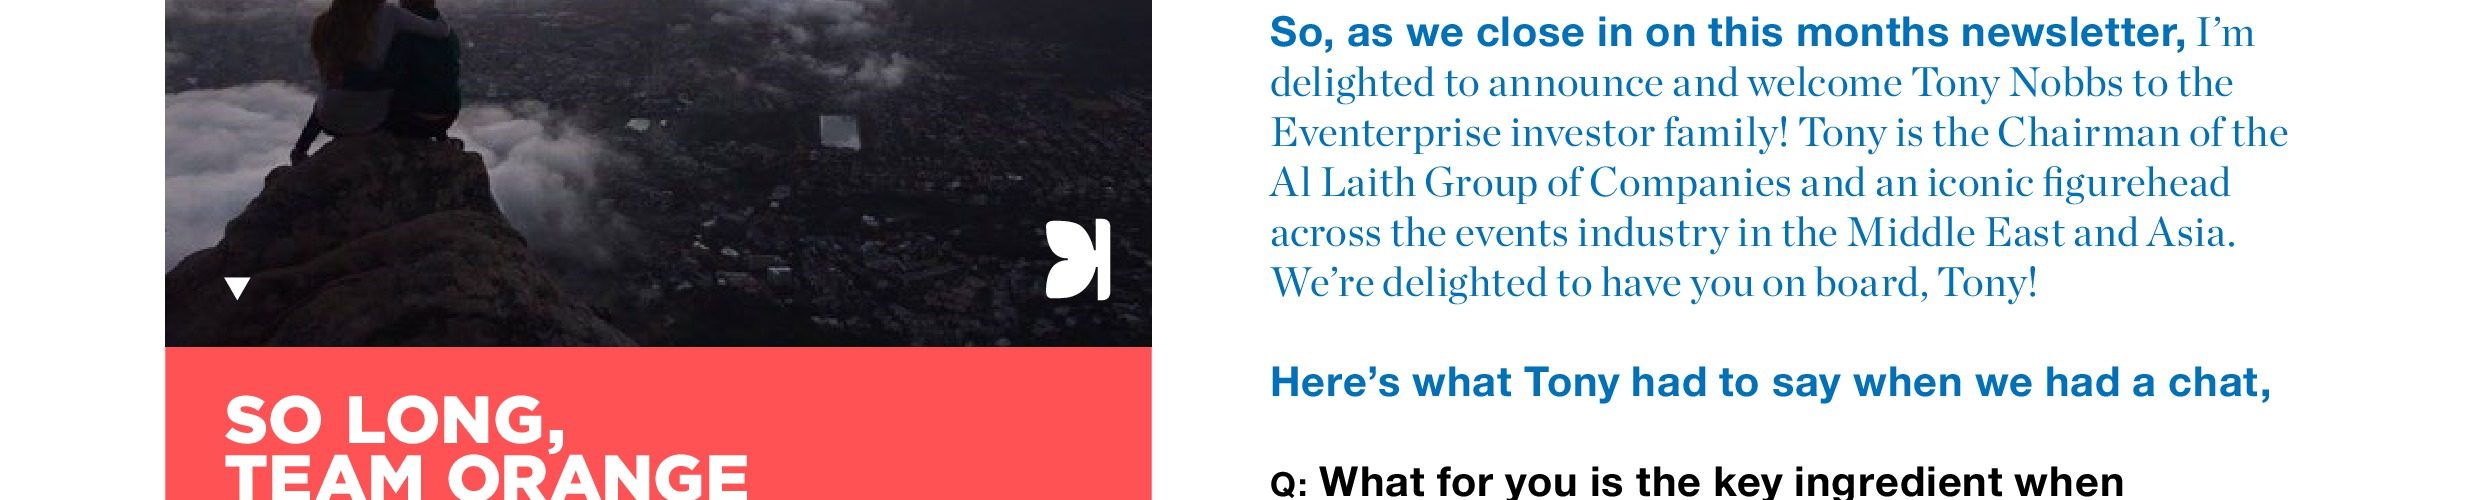 So, as we close in on this months newsletter, I’m
delighted to announce and welcome Tony Nobbs to the
Eventerprise investor family! Tony is the Chairman of the
Al Laith Group of Companies and an iconic figurehead
across the events industry in the Middle East and Asia.
We’re delighted to have you on board, Tony!
Here’s what Tony had to say when we had a chat,
Q: What for you is the key ingredient when
SO LONG,
TEAM ORANGE